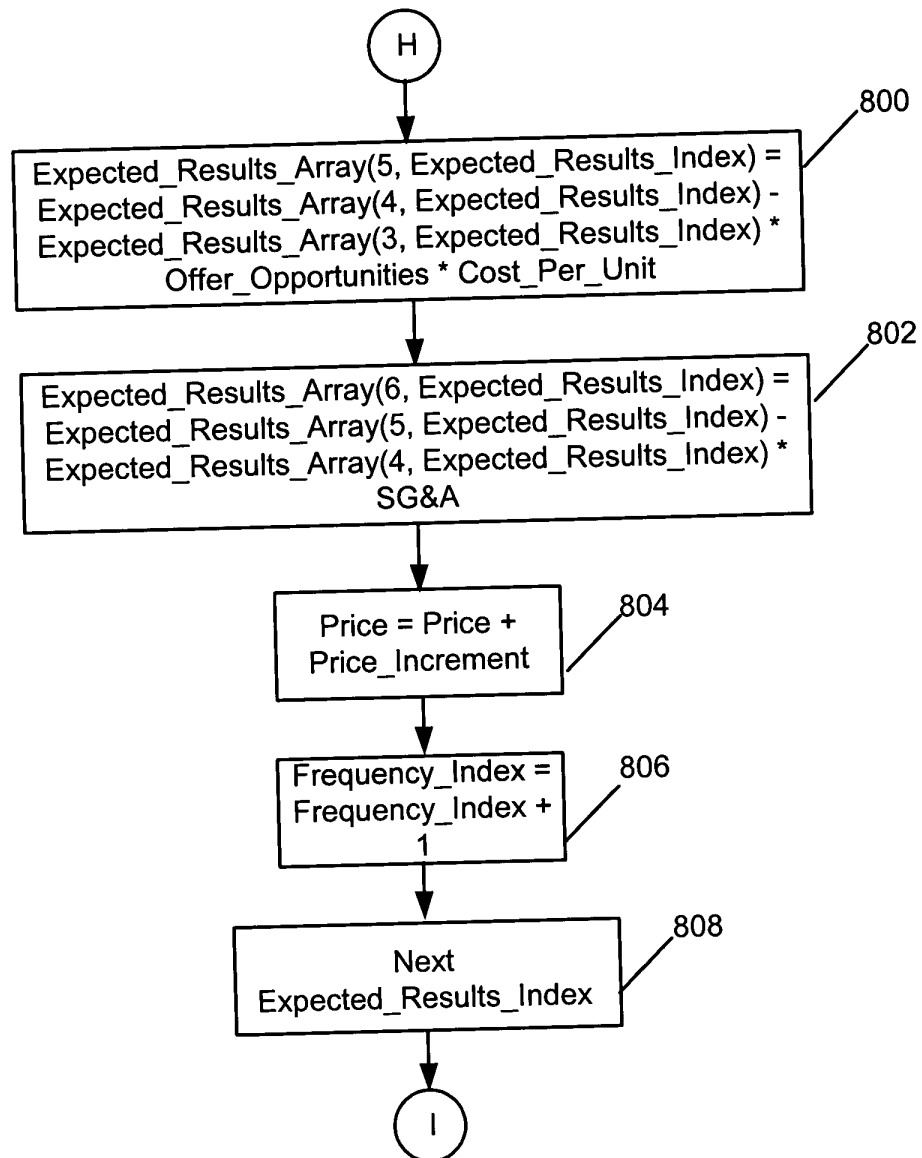 H
800
Expected_Results_Array(5, Expected_Results_Index) =
Expected_Results_Array(4, Expected_Results_Index) -
Expected_Results_Array(3, Expected_Results_Index) *
Offer_Opportunities * Cost_Per_Unit
802
Expected_Results_Array(6, Expected_Results_Index) =
Expected_Results_Array(5, Expected_Results_Index) -
Expected_Results_Array(4, Expected_Results_Index) *
SG&A
804
Price = Price +
Price_Increment
806
Frequency_Index =
Frequency_Index +
1
808
Next
Expected_Results_Index
I